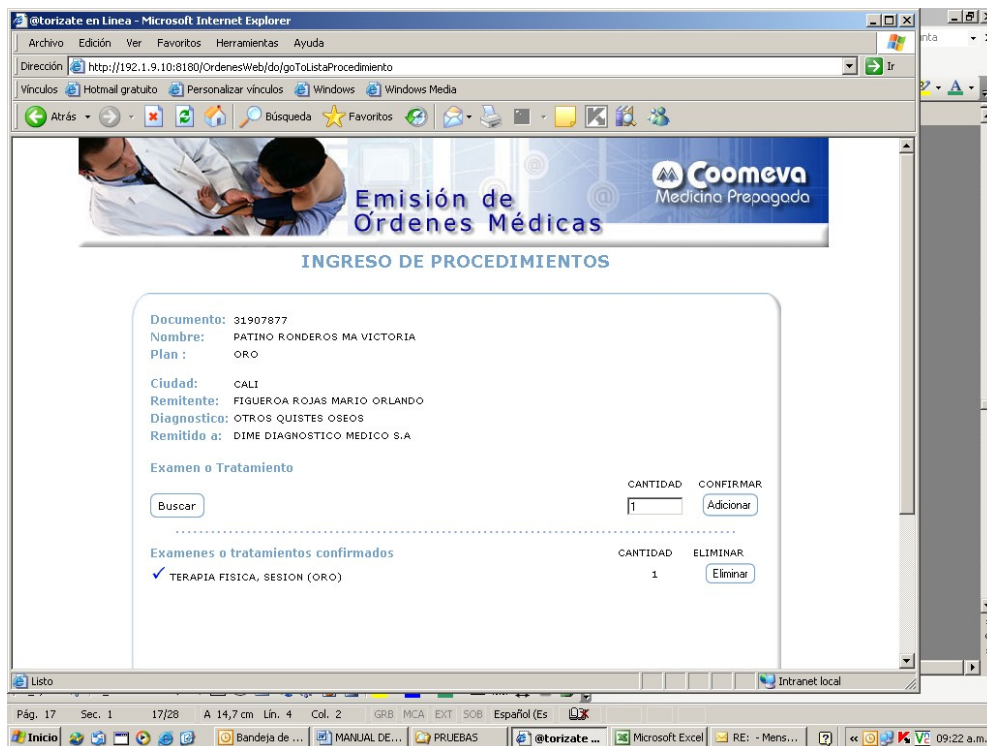 @torizate en Linea - Microsoft Internet Explorer
Archivo Edición Ver Favoritos Herramientas Ayuda
Dirección http://192.1.9.10:8180/OrdenesWeb/do/goToListaProcedimiento Ir
Vínculos Hotmail gratuito Personalizar vínculos Windows Windows Media
Atrás Búsqueda Favoritos
Emisión de
Órdenes Médicas
Coomeva
Medicina Prepagada
INGRESO DE PROCEDIMIENTOS
Documento: 31907877
Nombre: PATINO RONDEROS MA VICTORIA
Plan : ORO
Ciudad: CALI
Remitente: FIGUEROA ROJAS MARIO ORLANDO
Diagnostico: OTROS QUISTES OSEOS
Remitido a: DIME DIAGNOSTICO MEDICO S.A
Examen o Tratamiento
CANTIDAD CONFIRMAR
Buscar 1 Adicionar
Examenes o tratamientos confirmados CANTIDAD ELIMINAR
TERAPIA FISICA, SESION (ORO) 1 Eliminar
Listo Intranet local
Pág. 17 Sec. 1 17/28 A 14,7 cm Lín. 4 Col. 2 GRB MCA EXT SOB Español (Es
Inicio Bandeja de ... MANUAL DE... PRUEBAS @torizate ... Microsoft Excel RE: - Mens... 09:22 a.m.